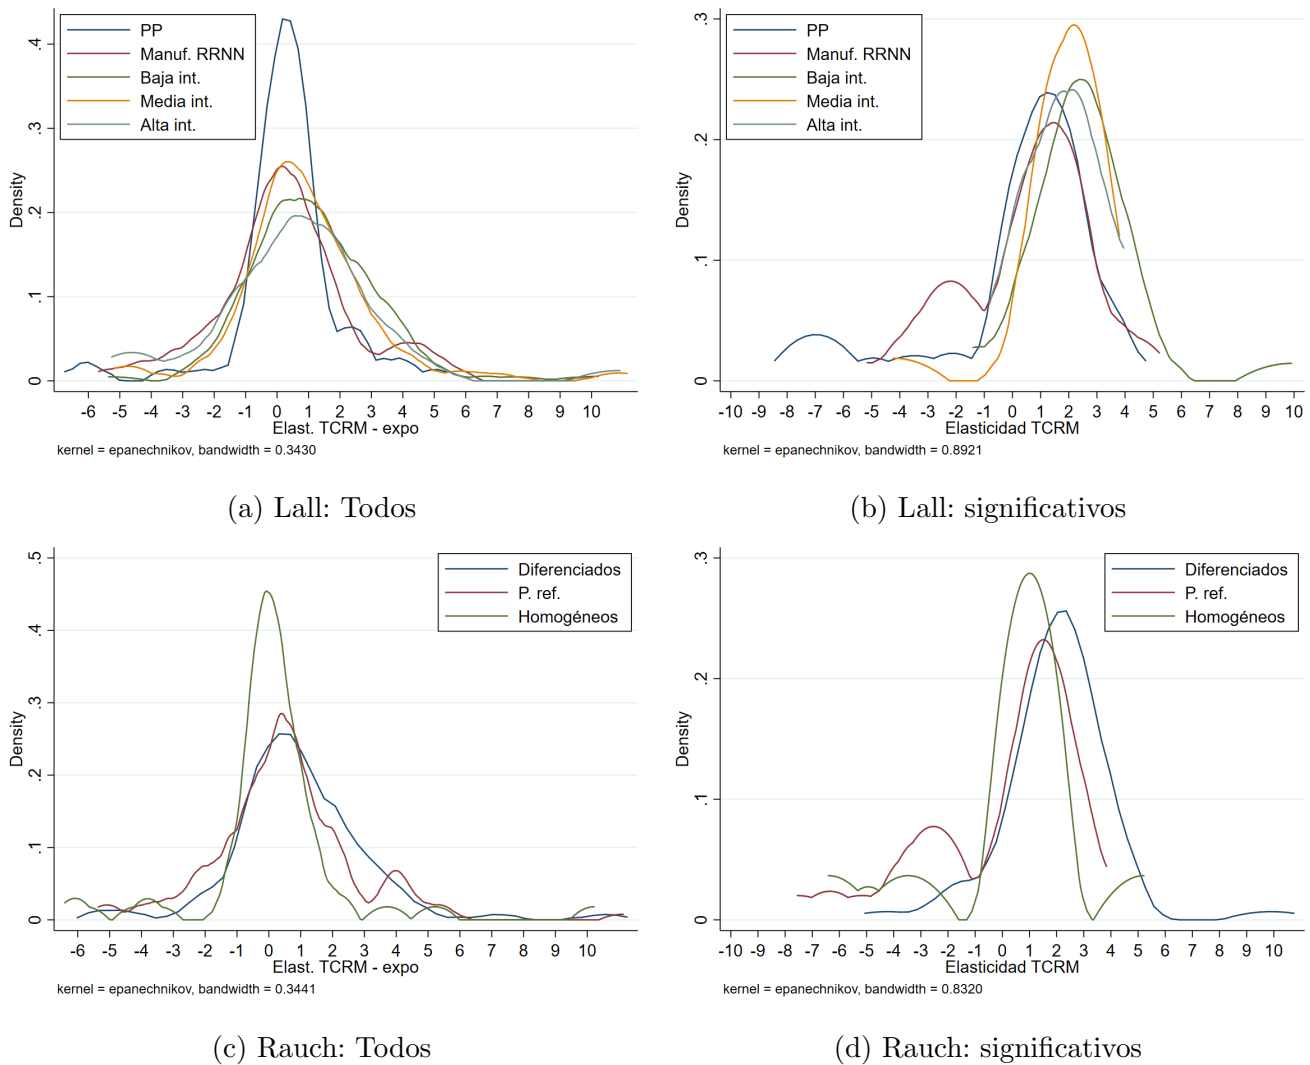 PP
Manuf. RRNN
Baja int.
Media int.
Alta int.
Density
0 .1 .2 .3 .4
-6 -5 -4 -3 -2 -1 0 1 2 3 4 5 6 7 8 9 10
Elast. TCRM - expo
kernel = epanechnikov, bandwidth = 0.3430
(a) Lall: Todos
PP
Manuf. RRNN
Baja int.
Media int.
Alta int.
Density
0 .1 .2 .3
-10 -9 -8 -7 -6 -5 -4 -3 -2 -1 0 1 2 3 4 5 6 7 8 9 10
Elasticidad TCRM
kernel = epanechnikov, bandwidth = 0.8921
(b) Lall: significativos
Diferenciados
P. ref.
Homogéneos
Density
0 .1 .2 .3 .4 .5
-6 -5 -4 -3 -2 -1 0 1 2 3 4 5 6 7 8 9 10
Elast. TCRM - expo
kernel = epanechnikov, bandwidth = 0.3441
(c) Rauch: Todos
Diferenciados
P. ref.
Homogéneos
Density
0 .1 .2 .3
-10 -9 -8 -7 -6 -5 -4 -3 -2 -1 0 1 2 3 4 5 6 7 8 9 10
Elasticidad TCRM
kernel = epanechnikov, bandwidth = 0.8320
(d) Rauch: significativos